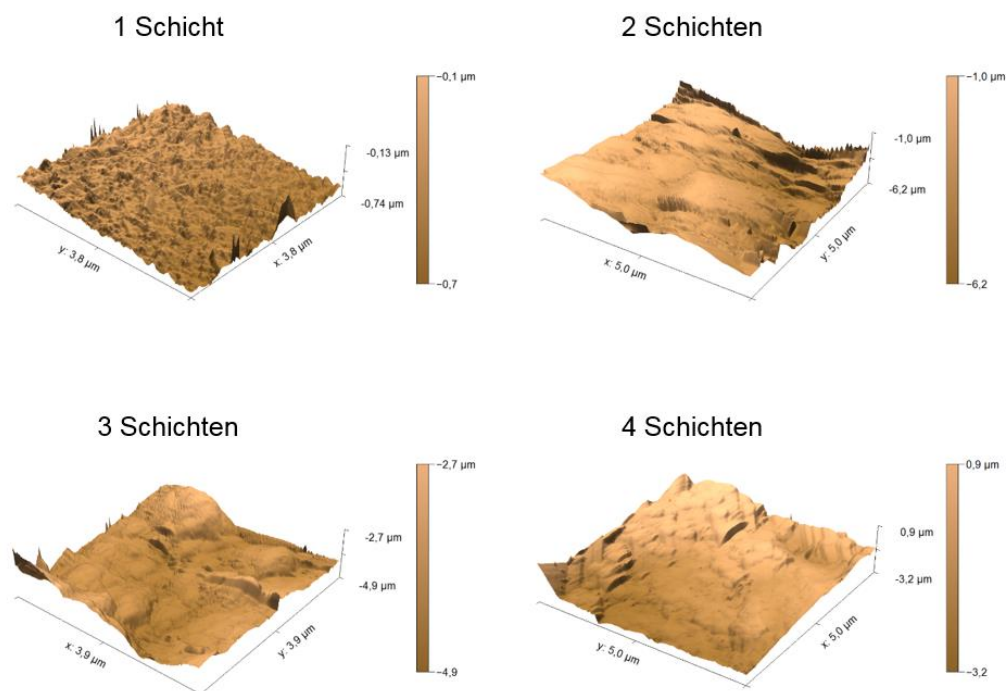 1 Schicht
−0,1 µm
-0,13 µm
-0,74 µm
y: 3,8 µm
x: 3,8 µm
−0,7
2 Schichten
−1,0 µm
-1,0 µm
-6,2 µm
x: 5,0 µm
y: 5,0 µm
−6,2
3 Schichten
−2,7 µm
-2,7 µm
-4,9 µm
x: 3,9 µm
y: 3,9 µm
−4,9
4 Schichten
0,9 µm
0,9 µm
-3,2 µm
y: 5,0 µm
x: 5,0 µm
−3,2